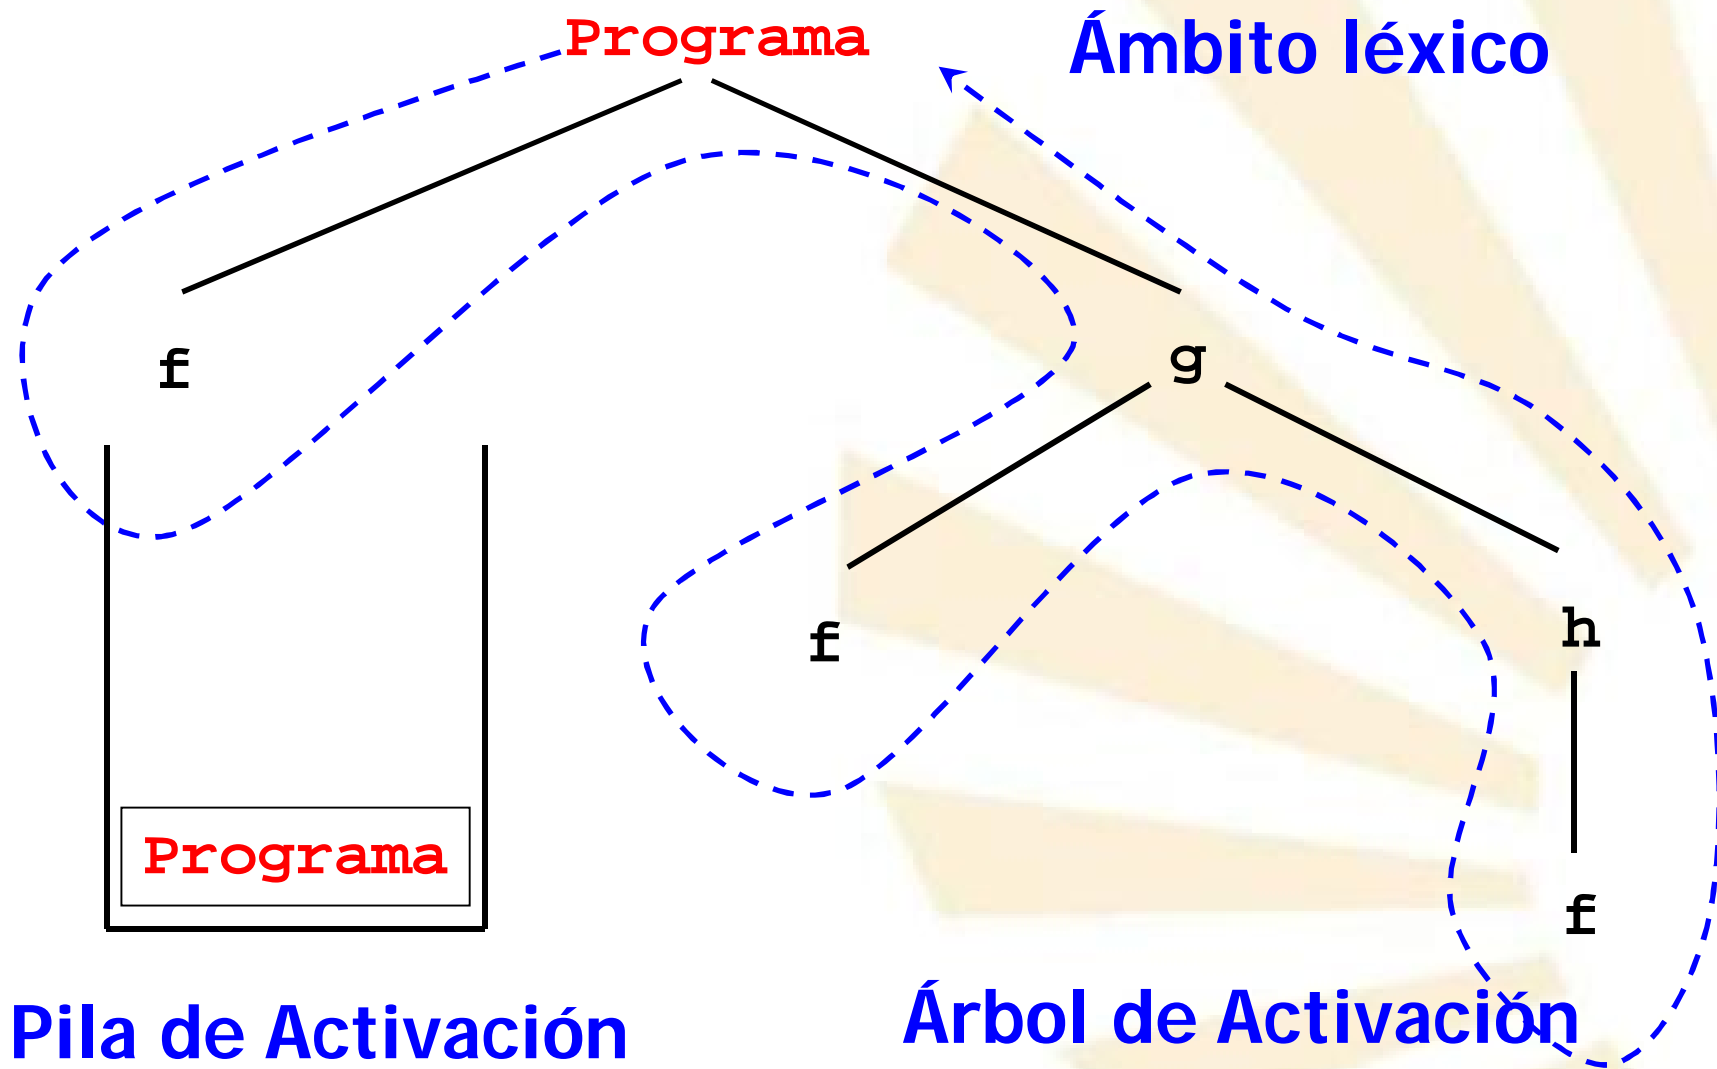 Programa
Ámbito léxico
f
g
f
h
Programa
f
Pila de Activación
Árbol de Activación